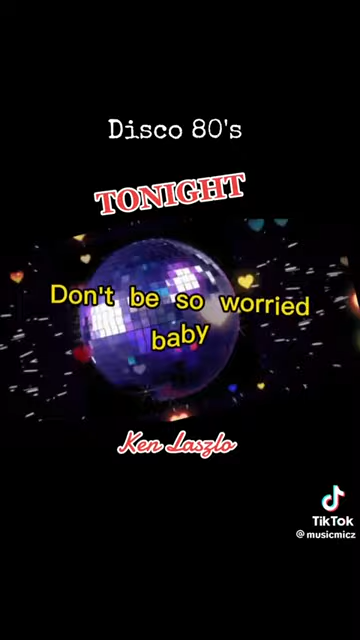 Disco 80's
TONIGHT
Don't be so worried
baby
Ken Laszlo
TikTok
@musicmicz